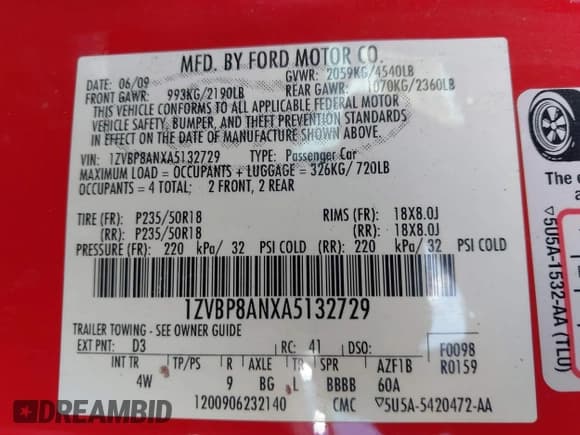 MFD. BY FORD MOTOR CO.
DATE: 06/09 GVWR: 2059KG/4540LB
FRONT GAWR: 993KG/2190LB REAR GAWR: 1070KG/2360LB
THIS VEHICLE CONFORMS TO ALL APPLICABLE FEDERAL MOTOR
VEHICLE SAFETY, BUMPER, AND THEFT PREVENTION STANDARDS
IN EFFECT ON THE DATE OF MANUFACTURE SHOWN ABOVE.
VIN: 1ZVBP8ANXA5132729 TYPE: Passenger Car
MAXIMUM LOAD = OCCUPANTS + LUGGAGE = 326KG/ 720LB
OCCUPANTS = 4 TOTAL; 2 FRONT, 2 REAR
TIRE (FR): P235/50R18 RIMS (FR): 18X8.0J
(RR): P235/50R18 (RR): 18X8.0J
PRESSURE (FR): 220 kPa/ 32 PSI COLD (RR): 220 kPa/ 32 PSI COLD
1ZVBP8ANXA5132729
TRAILER TOWING - SEE OWNER GUIDE
EXT PNT: D3 RC: 41 DSO: F0098
INT TR TP/PS R AXLE TR SPR AZF1B R0159
4W 9 BG L BBBB 60A
1200906232140 CMC ▽5U5A-5420472-AA
The e
a
▽5U5A-1532-AA (TLU)
DREAMBID